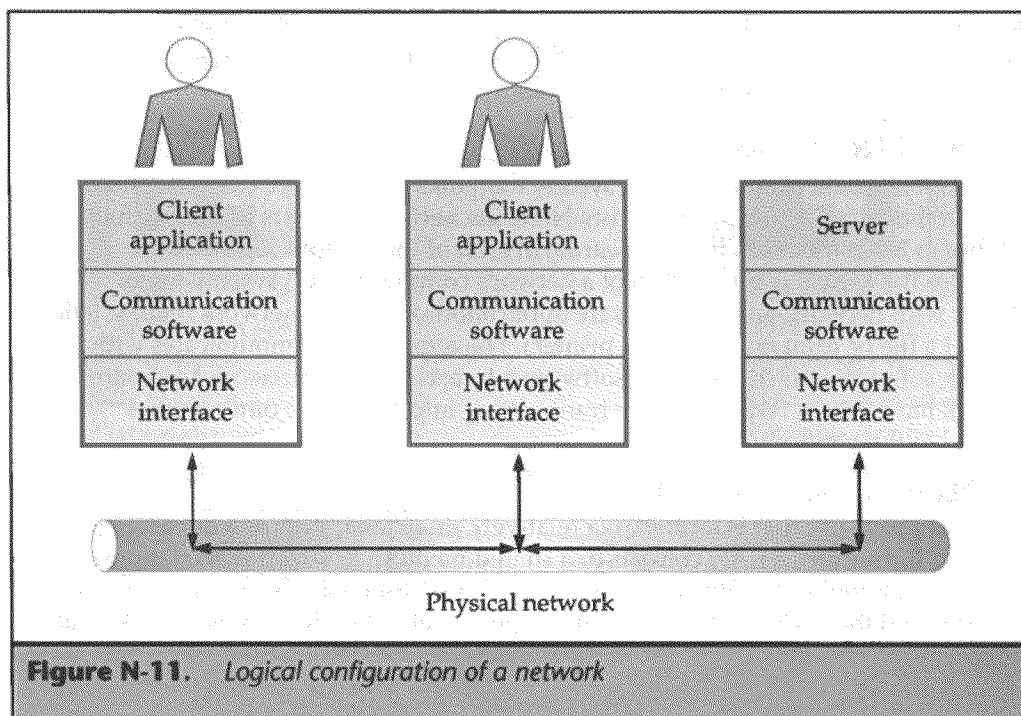 Client
application
Communication
software
Network
interface
Client
application
Communication
software
Network
interface
Server
Communication
software
Network
interface
Physical network
Figure N-11. Logical configuration of a network